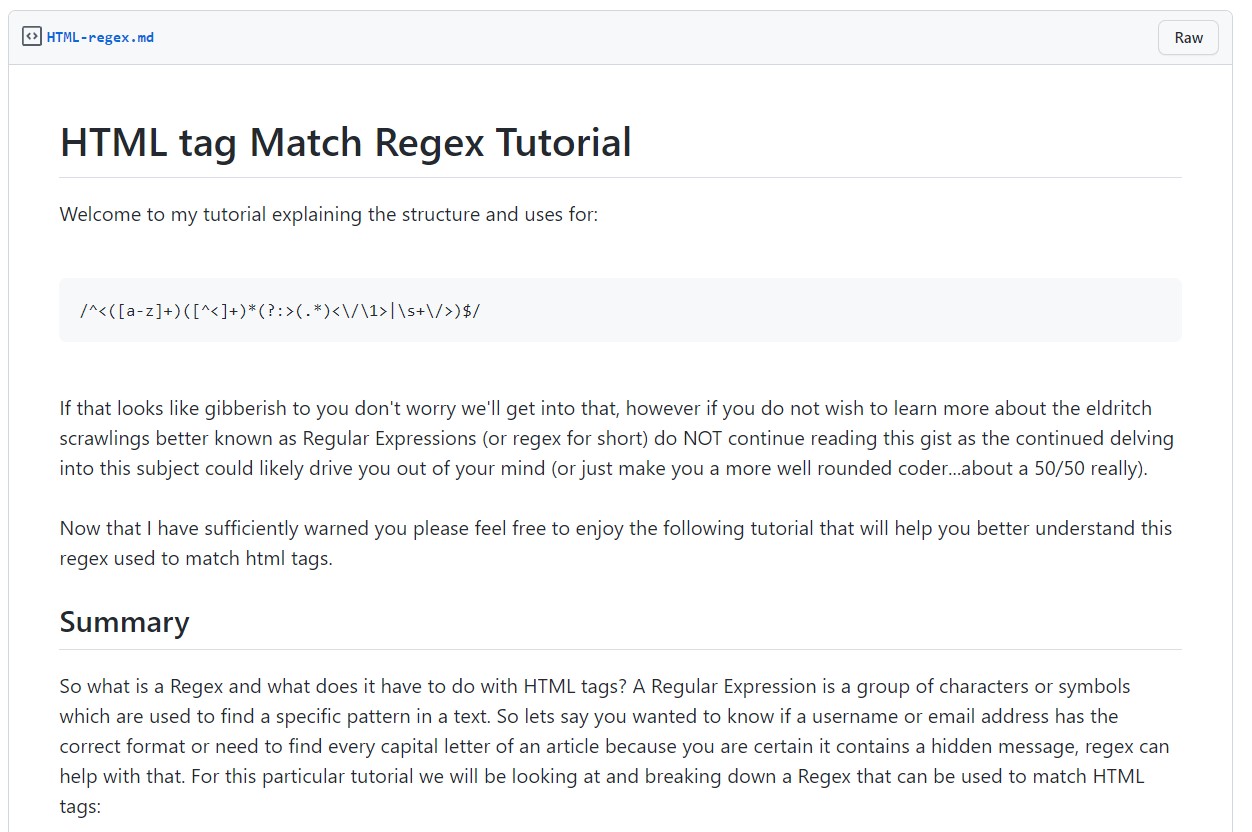 HTML-regex.md
Raw
HTML tag Match Regex Tutorial
Welcome to my tutorial explaining the structure and uses for:
/^<([a-z]+)([^<]+)*(?:>(.*)<\/\1>|\s+\/>)$/
If that looks like gibberish to you don't worry we'll get into that, however if you do not wish to learn more about the eldritch
scrawlings better known as Regular Expressions (or regex for short) do NOT continue reading this gist as the continued delving
into this subject could likely drive you out of your mind (or just make you a more well rounded coder...about a 50/50 really).
Now that I have sufficiently warned you please feel free to enjoy the following tutorial that will help you better understand this
regex used to match html tags.
Summary
So what is a Regex and what does it have to do with HTML tags? A Regular Expression is a group of characters or symbols
which are used to find a specific pattern in a text. So lets say you wanted to know if a username or email address has the
correct format or need to find every capital letter of an article because you are certain it contains a hidden message, regex can
help with that. For this particular tutorial we will be looking at and breaking down a Regex that can be used to match HTML
tags: